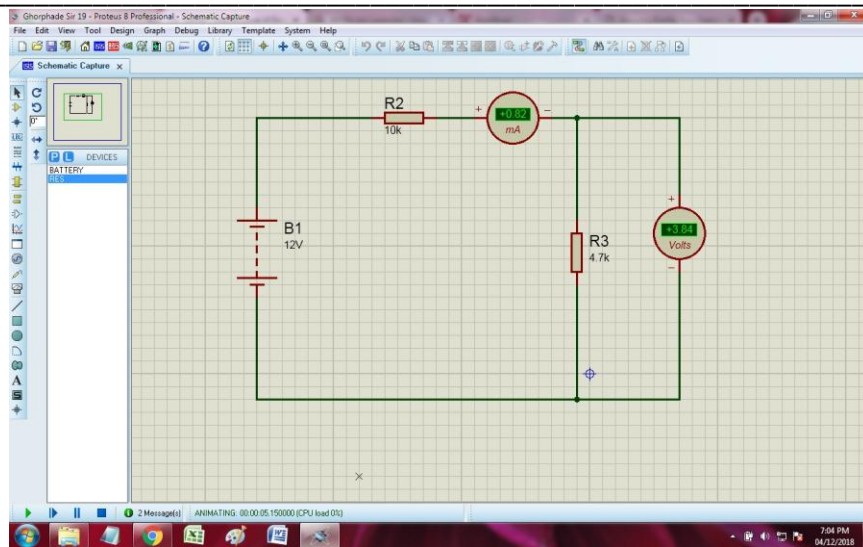 Ghorphade Sir 19 - Proteus 8 Professional - Schematic Capture
File Edit View Tool Design Graph Debug Library Template System Help
Schematic Capture x
0°
P L DEVICES
BATTERY
RES
R2
10k
+0.82
mA
+ −
B1
12V
R3
4.7k
+
+3.84
Volts
−
2 Message(s) ANIMATING: 00:00:05.150000 (CPU load 0%)
7:04 PM
04/12/2018